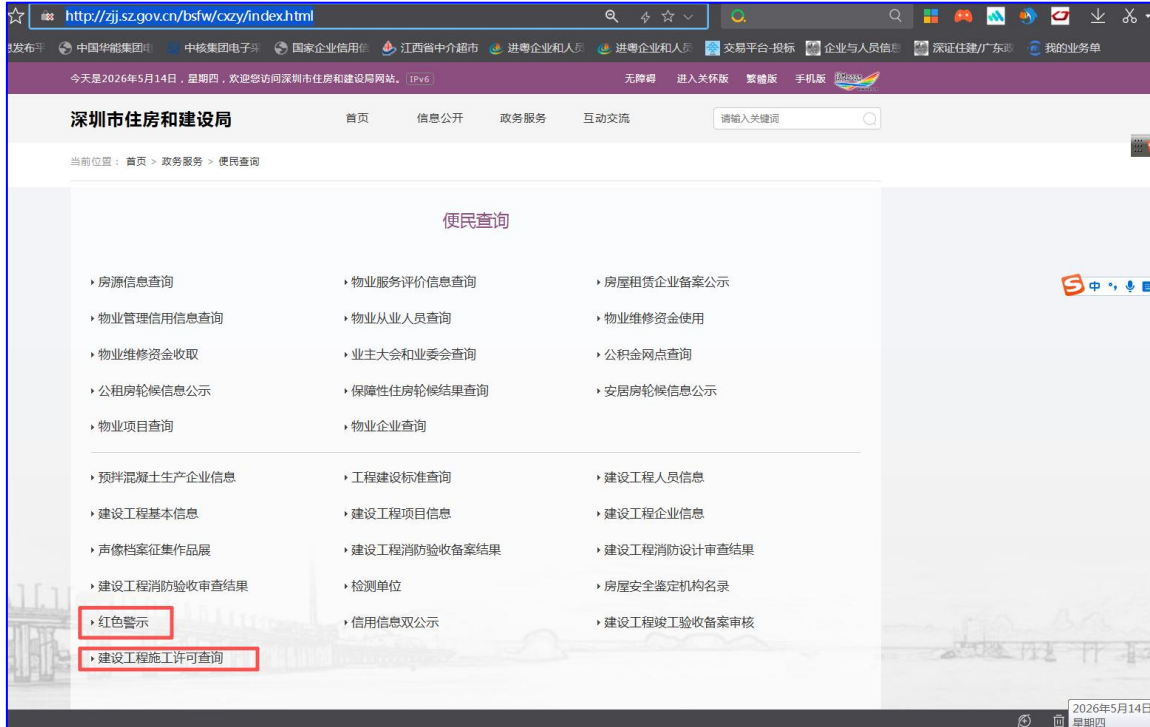 http://zjj.sz.gov.cn/bsfw/cxzy/index.html
发布平 中国华能集团电 中核集团电子采 国家企业信用信 江西省中介超市 进粤企业和人员 进粤企业和人员 交易平台-投标 企业与人员信息 深证住建/广东政 我的业务单
今天是2026年5月14日，星期四，欢迎您访问深圳市住房和建设局网站。 IPv6 无障碍 进入关怀版 繁體版 手机版
深圳市住房和建设局 首页 信息公开 政务服务 互动交流 请输入关键词
当前位置： 首页 > 政务服务 > 便民查询
便民查询
房源信息查询 物业服务评价信息查询 房屋租赁企业备案公示
中
物业管理信用信息查询 物业从业人员查询 物业维修资金使用
物业维修资金收取 业主大会和业委会查询 公积金网点查询
公租房轮候信息公示 保障性住房轮候结果查询 安居房轮候信息公示
物业项目查询 物业企业查询
预拌混凝土生产企业信息 工程建设标准查询 建设工程人员信息
建设工程基本信息 建设工程项目信息 建设工程企业信息
声像档案征集作品展 建设工程消防验收备案结果 建设工程消防设计审查结果
建设工程消防验收审查结果 检测单位 房屋安全鉴定机构名录
红色警示 信用信息双公示 建设工程竣工验收备案审核
建设工程施工许可查询
2026年5月14日
星期四